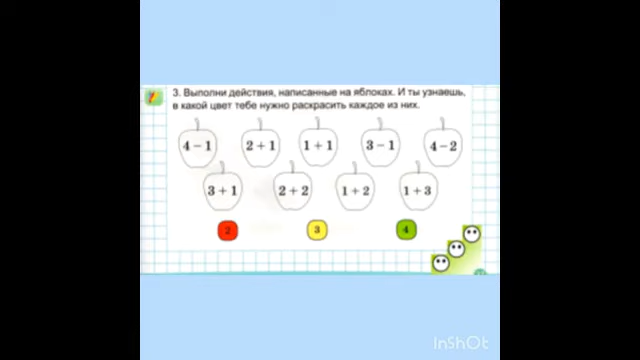 3. Выполни действия, написанные на яблоках. И ты узнаешь,
в какой цвет тебе нужно раскрасить каждое из них.
4 – 1 2 + 1 1 + 1 3 – 1 4 – 2
3 + 1 2 + 2 1 + 2 1 + 3
2 3 4
InShOt